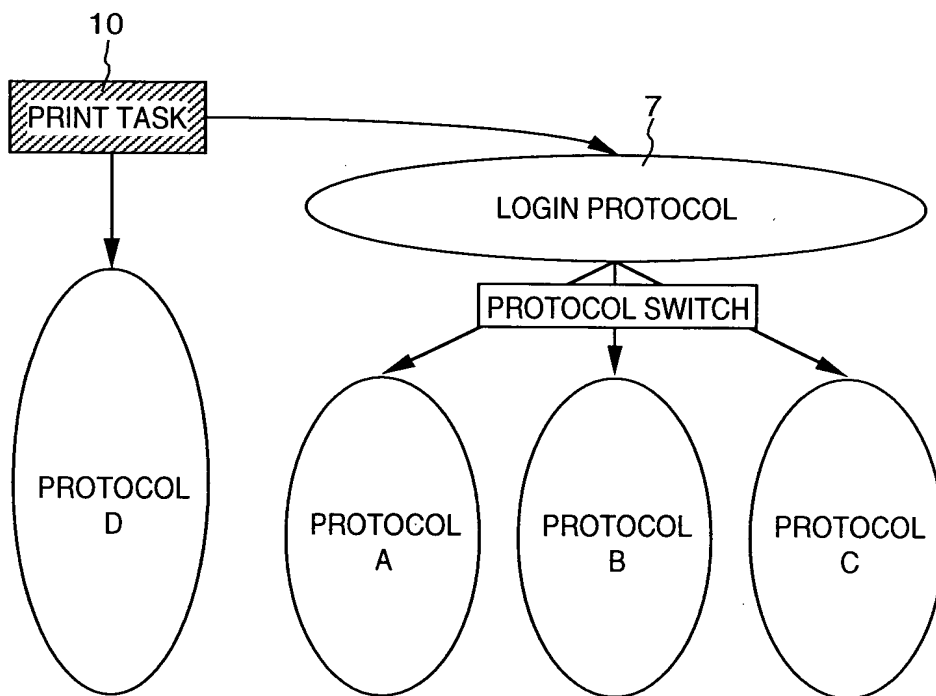 10
PRINT TASK
7
LOGIN PROTOCOL
PROTOCOL SWITCH
PROTOCOL
D
PROTOCOL
A
PROTOCOL
B
PROTOCOL
C